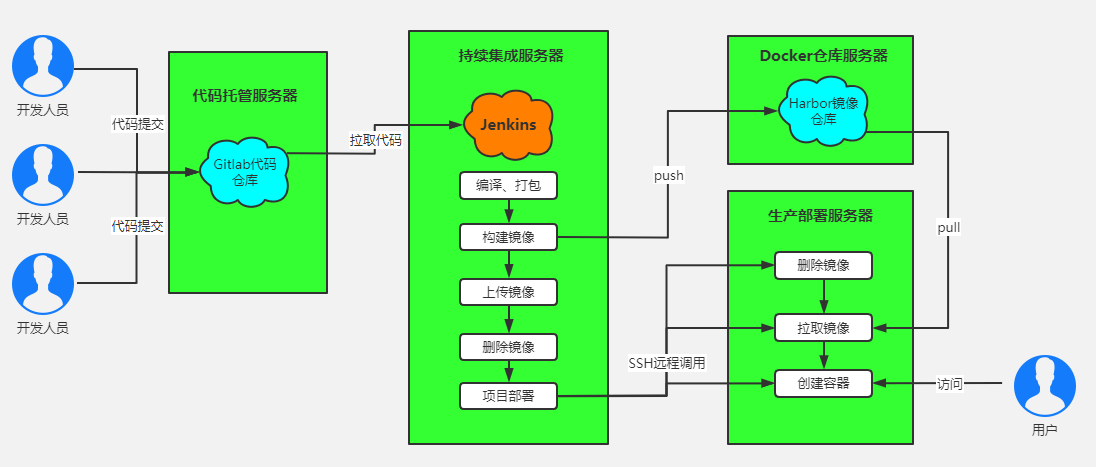 开发人员
开发人员
开发人员
代码提交
代码提交
代码托管服务器
Gitlab代码
仓库
拉取代码
持续集成服务器
Jenkins
编译、打包
构建镜像
上传镜像
删除镜像
项目部署
push
SSH远程调用
Docker仓库服务器
Harbor镜像
仓库
pull
生产部署服务器
删除镜像
拉取镜像
创建容器
访问
用户